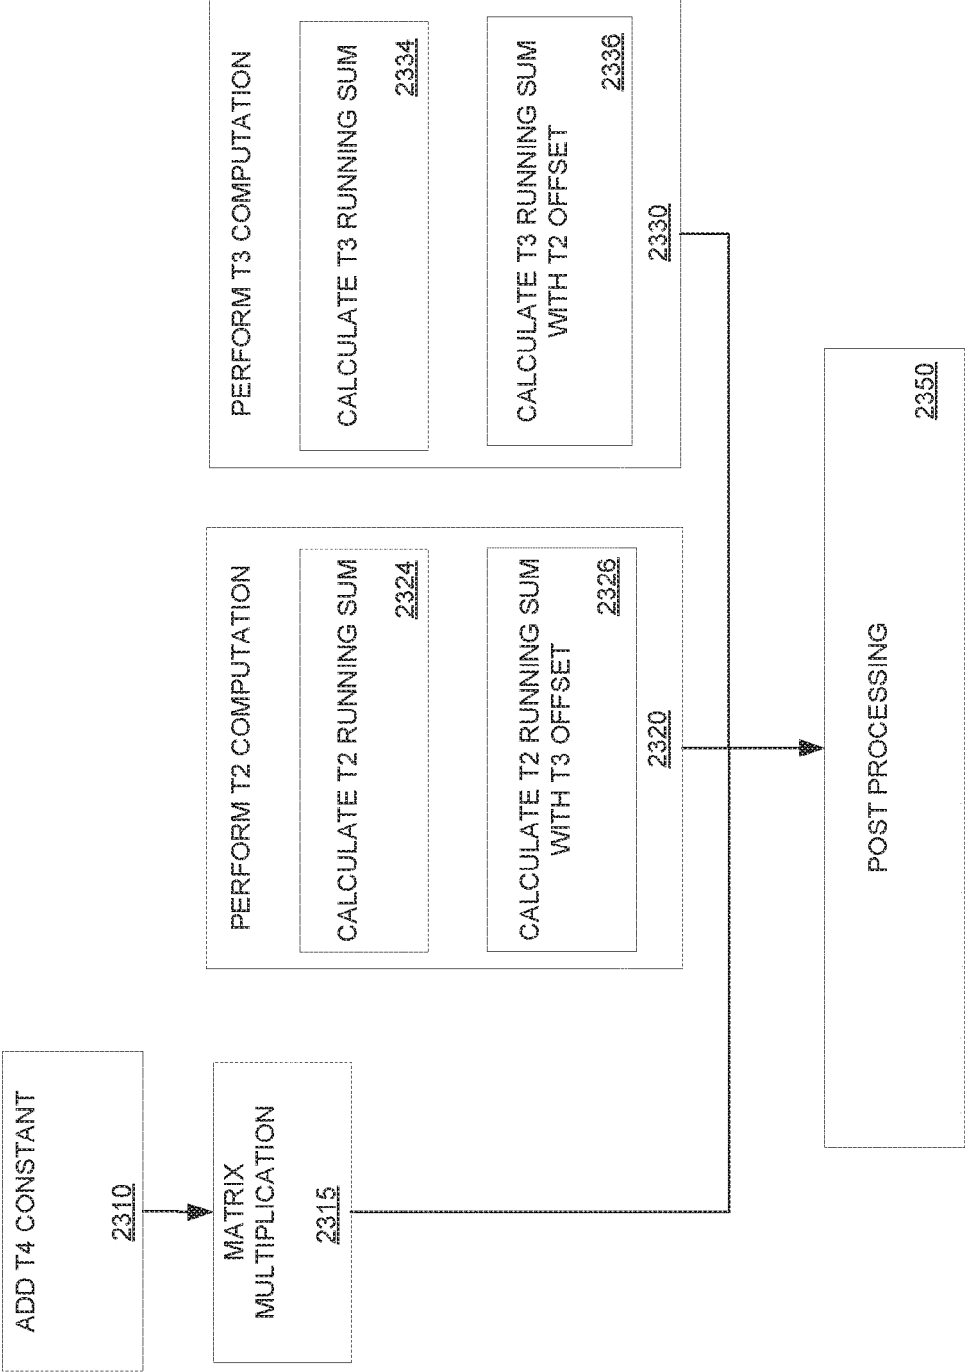 ADD T4 CONSTANT
2310
MATRIX
MULTIPLICATION
2315
PERFORM T2 COMPUTATION
CALCULATE T2 RUNNING SUM
2324
CALCULATE T2 RUNNING SUM
WITH T3 OFFSET
2326
2320
PERFORM T3 COMPUTATION
CALCULATE T3 RUNNING SUM
2334
CALCULATE T3 RUNNING SUM
WITH T2 OFFSET
2336
2330
POST PROCESSING
2350